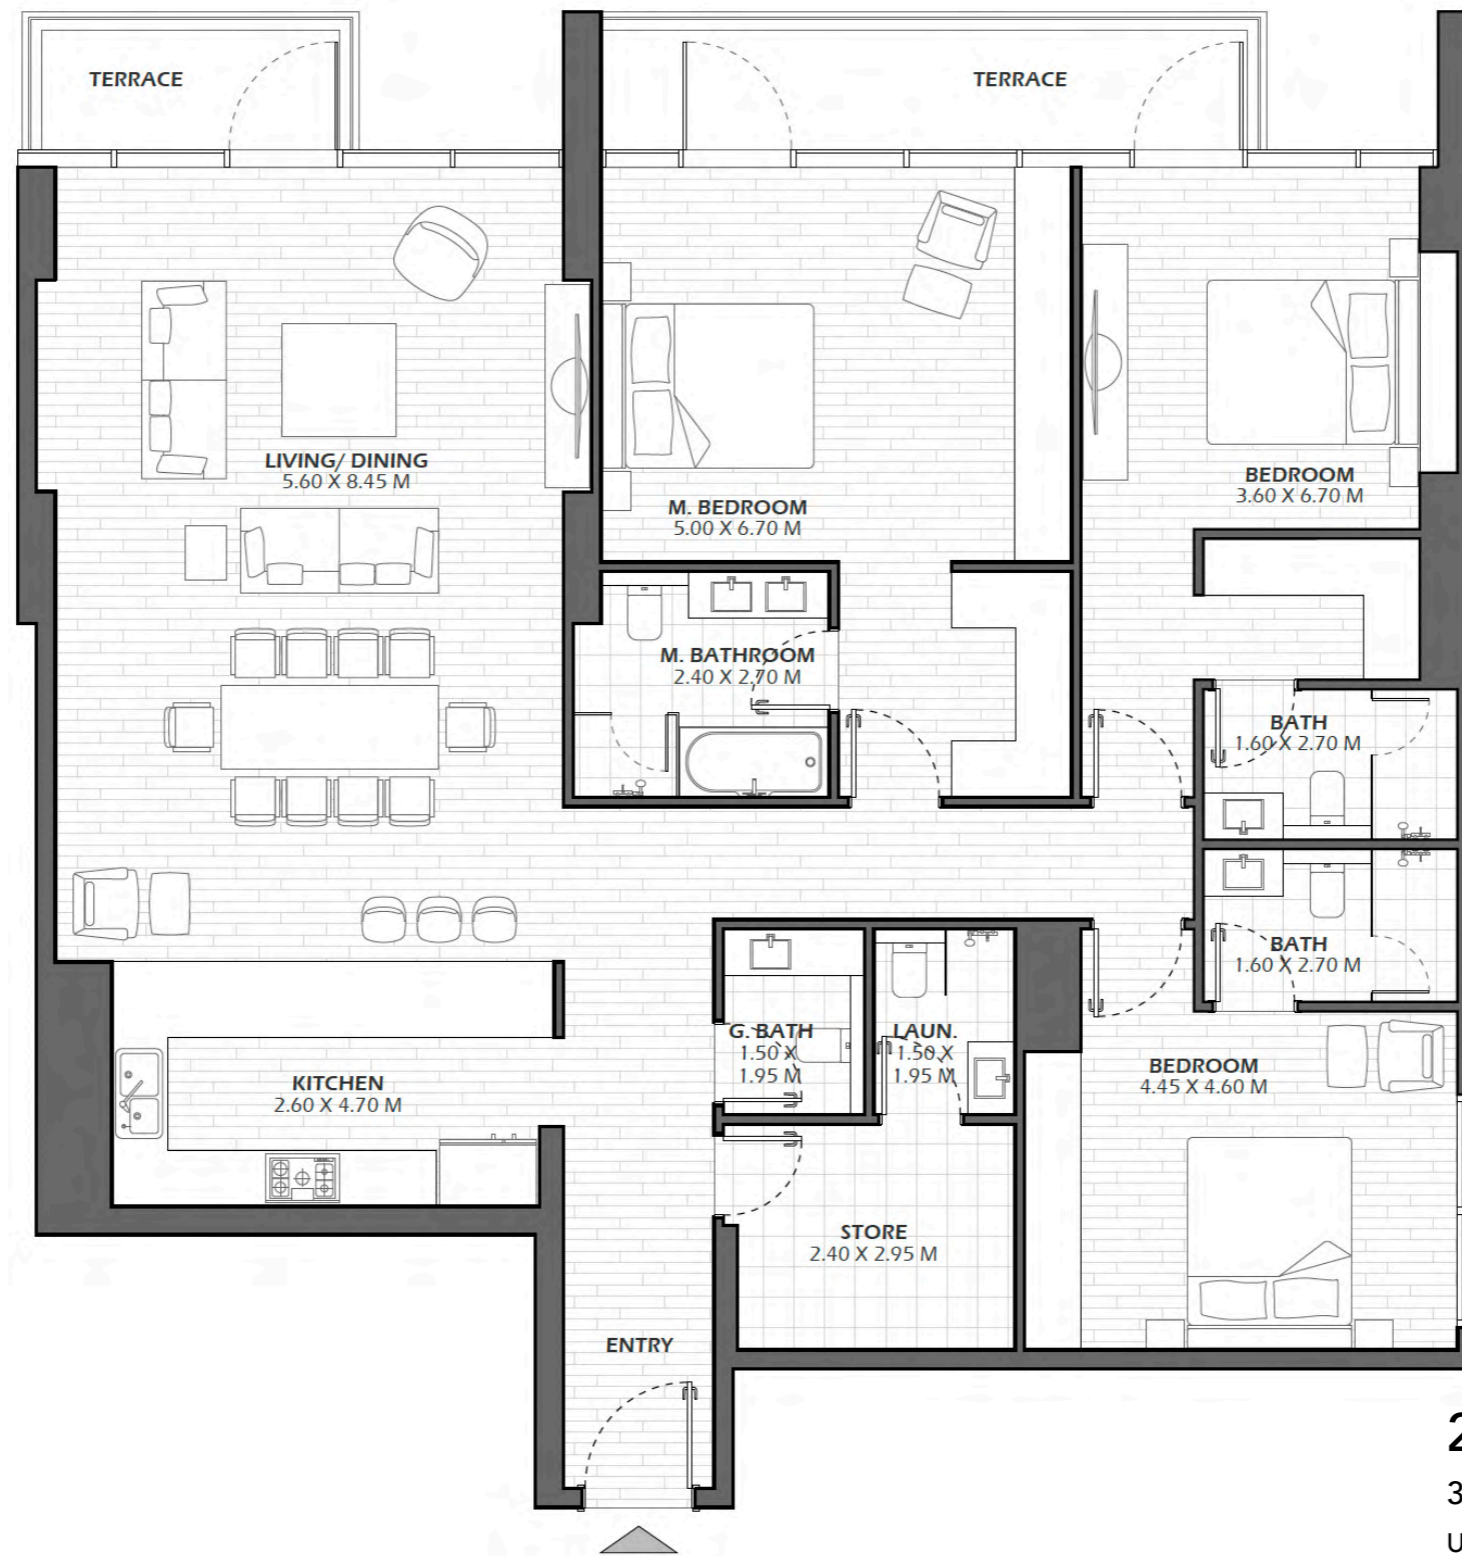 TERRACE
TERRACE
LIVING/ DINING
5.60 X 8.45 M
M. BEDROOM
5.00 X 6.70 M
BEDROOM
3.60 X 6.70 M
M. BATHROOM
2.40 X 2.70 M
BATH
1.60 X 2.70 M
BATH
1.60 X 2.70 M
G. BATH
1.50 X
1.95 M
LAUN.
1.50 X
1.95 M
KITCHEN
2.60 X 4.70 M
BEDROOM
4.45 X 4.60 M
STORE
2.40 X 2.95 M
ENTRY
2
3
U